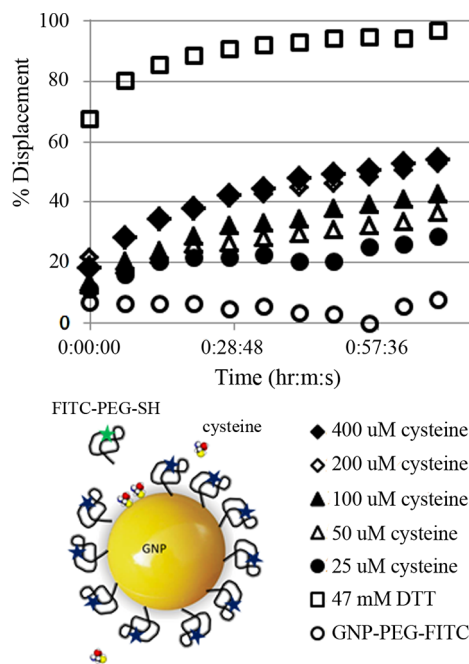 100
80
60
40
20
0
% Displacement
0:00:00 0:28:48 0:57:36
Time (hr:m:s)
FITC-PEG-SH
cysteine
GNP
400 uM cysteine
200 uM cysteine
100 uM cysteine
50 uM cysteine
25 uM cysteine
47 mM DTT
GNP-PEG-FITC